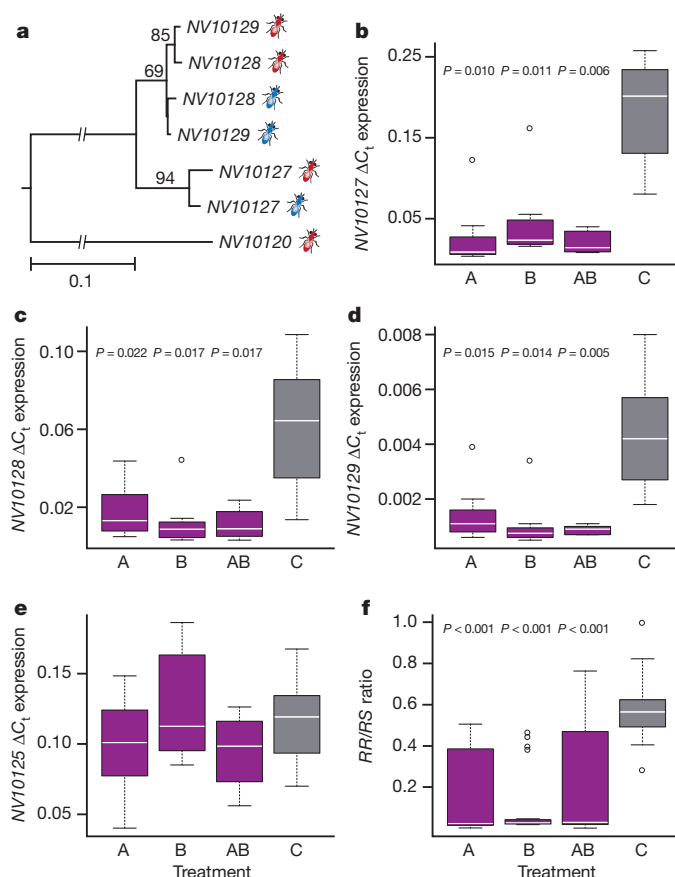 a
NV10129
85
NV10128
69
NV10128
NV10129
NV10127
94
NV10127
NV10120
0.1
b
NV10127 ΔCt expression
0.25
0.15
0.05
P = 0.010 P = 0.011 P = 0.006
A B AB C
c
NV10128 ΔCt expression
0.10
0.06
0.02
P = 0.022 P = 0.017 P = 0.017
A B AB C
d
NV10129 ΔCt expression
0.008
0.006
0.004
0.002
P = 0.015 P = 0.014 P = 0.005
A B AB C
e
NV10125 ΔCt expression
0.15
0.10
0.05
A B AB C
Treatment
f
RR/RS ratio
1.0
0.8
0.6
0.4
0.2
P < 0.001 P < 0.001 P < 0.001
A B AB C
Treatment